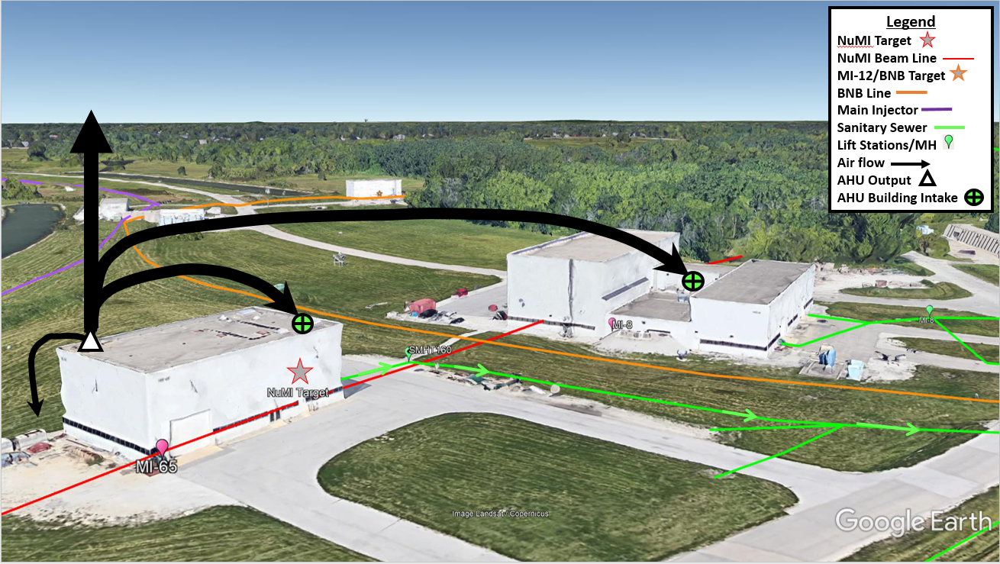 Legend
NuMI Target
NuMI Beam Line
MI-12/BNB Target
BNB Line
Main Injector
Sanitary Sewer
Lift Stations/MH
Air flow
AHU Output
AHU Building Intake
MI-8
MI-8
SMHT160
NuMI Target
MI-65
Image Landsat / Copernicus
Google Earth